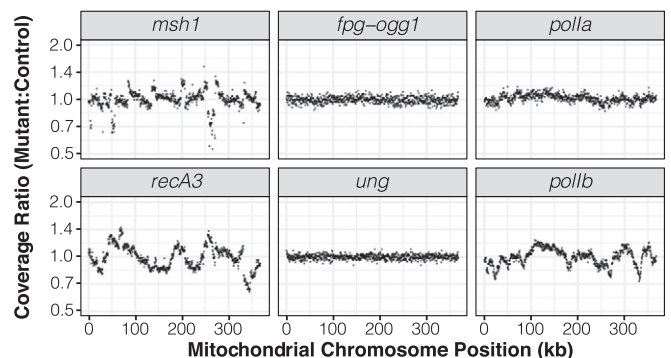 Coverage Ratio (Mutant:Control)
msh1
fpg–ogg1
polIa
2.0
1.4
1.0
0.7
0.5
recA3
ung
polIb
2.0
1.4
1.0
0.7
0.5
0 100 200 300
0 100 200 300
0 100 200 300
Mitochondrial Chromosome Position (kb)